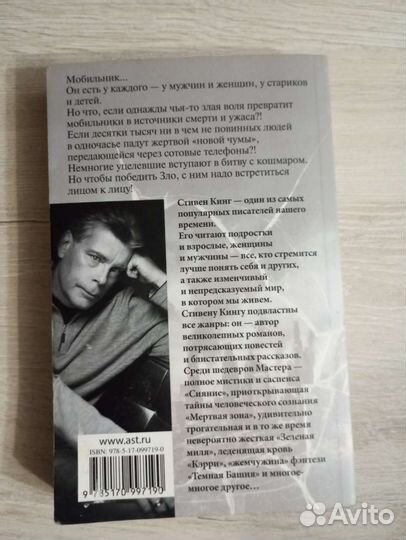 Мобильник...
Он есть у каждого — у мужчин и женщин, у стариков
и детей.
Но что, если однажды чья-то злая воля превратит
мобильники в источники смерти и ужаса?!
Если десятки тысяч ни в чем не повинных людей
в одночасье падут жертвой «новой чумы»,
передающейся через сотовые телефоны?!
Немногие уцелевшие вступают в битву с кошмаром.
Но чтобы победить Зло, с ним надо встретиться
лицом к лицу!
Стивен Кинг — один из самых
популярных писателей нашего
времени.
Его читают подростки
и взрослые, женщины
и мужчины — все, кто стремится
лучше понять себя и других,
а также изменчивый
и непредсказуемый мир,
в котором мы живем.
Стивену Кингу подвластны
все жанры: он — автор
великолепных романов,
потрясающих повестей
и блистательных рассказов.
Среди шедевров Мастера —
полное мистики и саспенса
«Сияние», приоткрывающая
тайны человеческого сознания
«Мертвая зона», удивительно
трогательная и в то же время
невероятно жесткая «Зеленая
миля», леденящая кровь
«Кэрри», «жемчужина» фэнтези
«Темная Башня» и многое-
многое другое...
www.ast.ru
ISBN: 978-5-17-099719-0
9 785170 997190
Avito